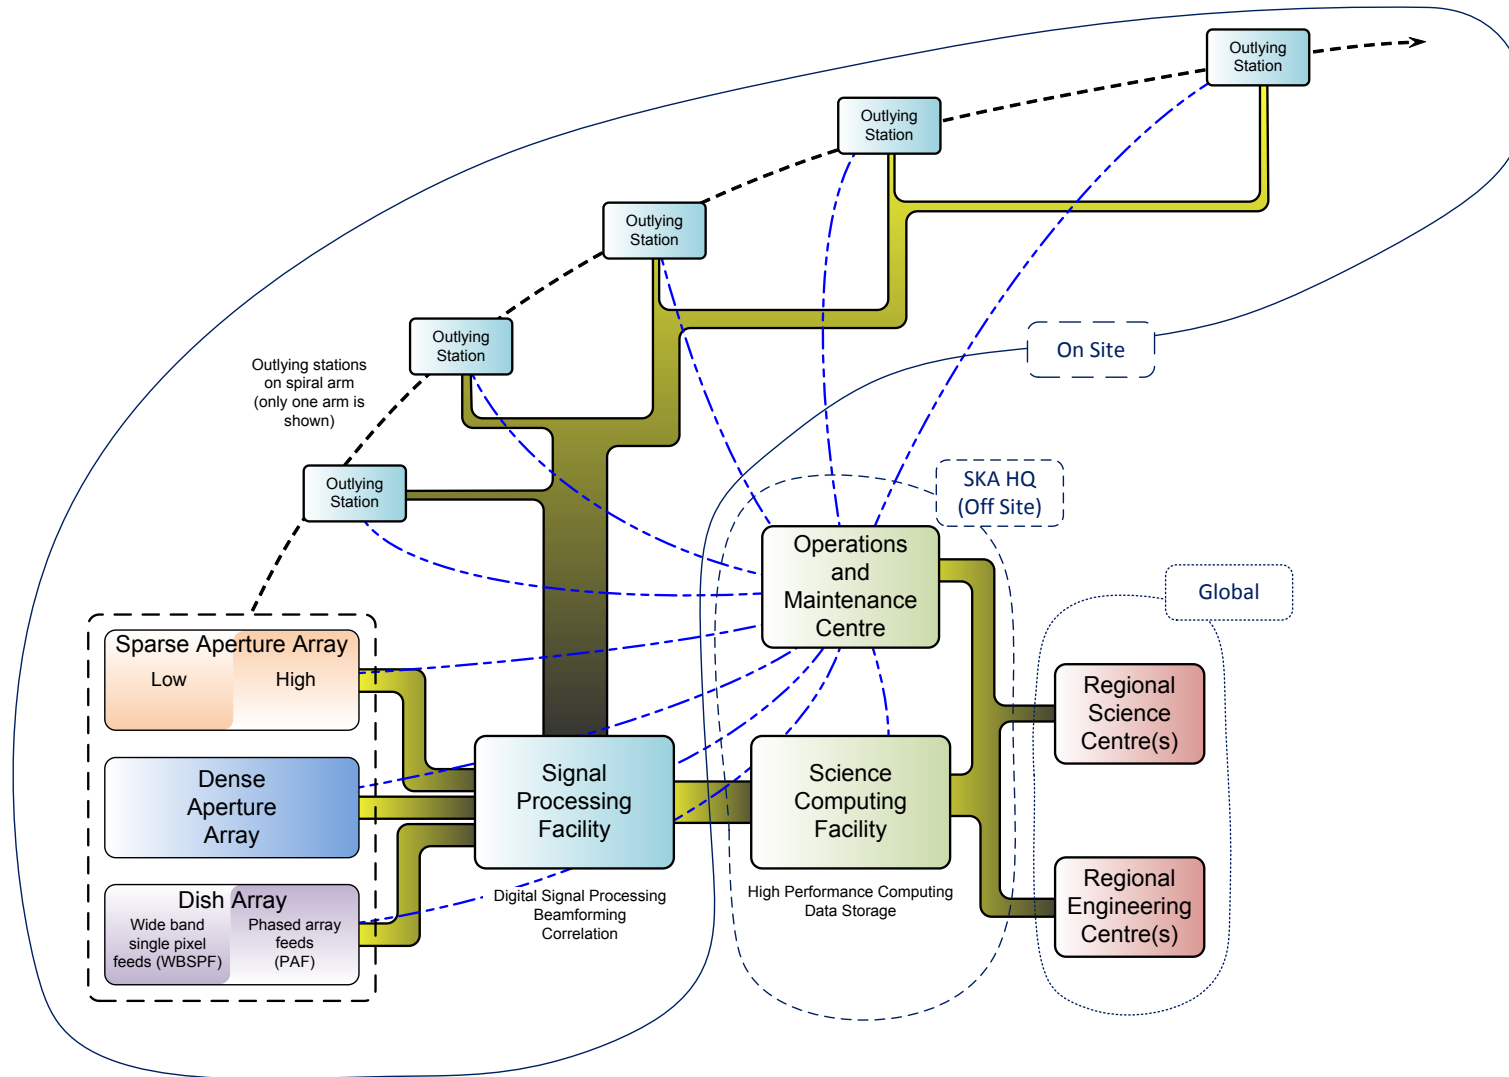 Outlying
Station
Outlying
Station
Outlying
Station
Outlying
Station
Outlying stations
on spiral arm
(only one arm is
shown)
On Site
Outlying
Station
SKA HQ
(Off Site)
Operations
and
Maintenance
Centre
Global
Sparse Aperture Array
Low
High
Regional
Science
Centre(s)
Dense
Aperture
Array
Signal
Processing
Facility
Science
Computing
Facility
Dish Array
Wide band
single pixel
feeds (WBSPF)
Phased array
feeds
(PAF)
Digital Signal Processing
Beamforming
Correlation
High Performance Computing
Data Storage
Regional
Engineering
Centre(s)